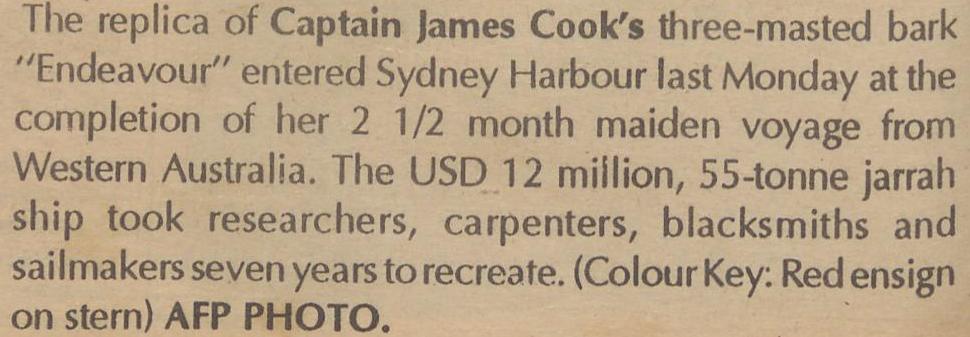 The replica of Captain James Cook's three-masted bark
"Endeavour" entered Sydney Harbour last Monday at the
completion of her 2 1/2 month maiden voyage from
Western Australia. The USD 12 million, 55-tonne jarrah
ship took researchers, carpenters, blacksmiths and
sailmakers seven years to recreate. (Colour Key: Red ensign
on stern) AFP PHOTO.